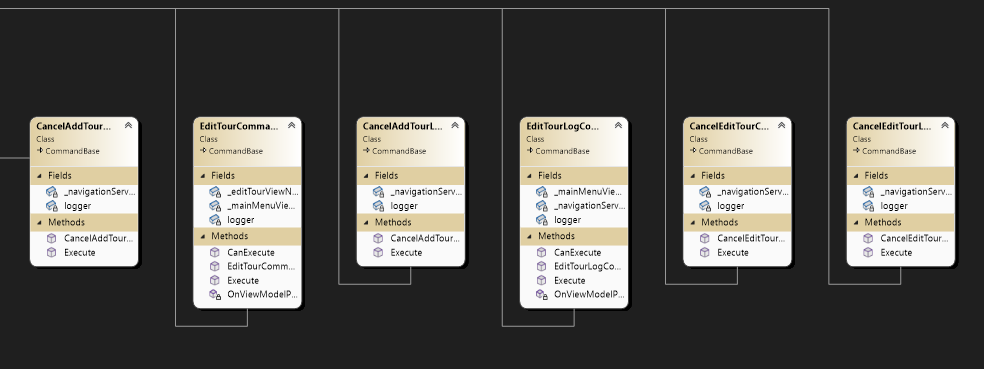 CancelAddTour...
Class
CommandBase
Fields
_navigationServ...
logger
Methods
CancelAddTour...
Execute
EditTourComma...
Class
CommandBase
Fields
_editTourViewN...
_mainMenuVie...
logger
Methods
CanExecute
EditTourComm...
Execute
OnViewModelP...
CancelAddTourL...
Class
CommandBase
Fields
_navigationServ...
logger
Methods
CancelAddTour...
Execute
EditTourLogCo...
Class
CommandBase
Fields
_mainMenuVie...
_navigationServ...
logger
Methods
CanExecute
EditTourLogCo...
Execute
OnViewModelP...
CancelEditTourC...
Class
CommandBase
Fields
_navigationServ...
logger
Methods
CancelEditTour...
Execute
CancelEditTourL...
Class
CommandBase
Fields
_navigationServ...
logger
Methods
CancelEditTour...
Execute